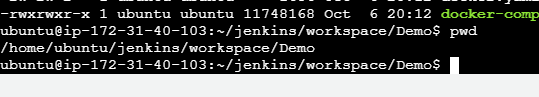 -rwxrwxr-x 1 ubuntu ubuntu 11748168 Oct  6 20:12 docker-comp
ubuntu@ip-172-31-40-103:~/jenkins/workspace/Demo$ pwd
/home/ubuntu/jenkins/workspace/Demo
ubuntu@ip-172-31-40-103:~/jenkins/workspace/Demo$